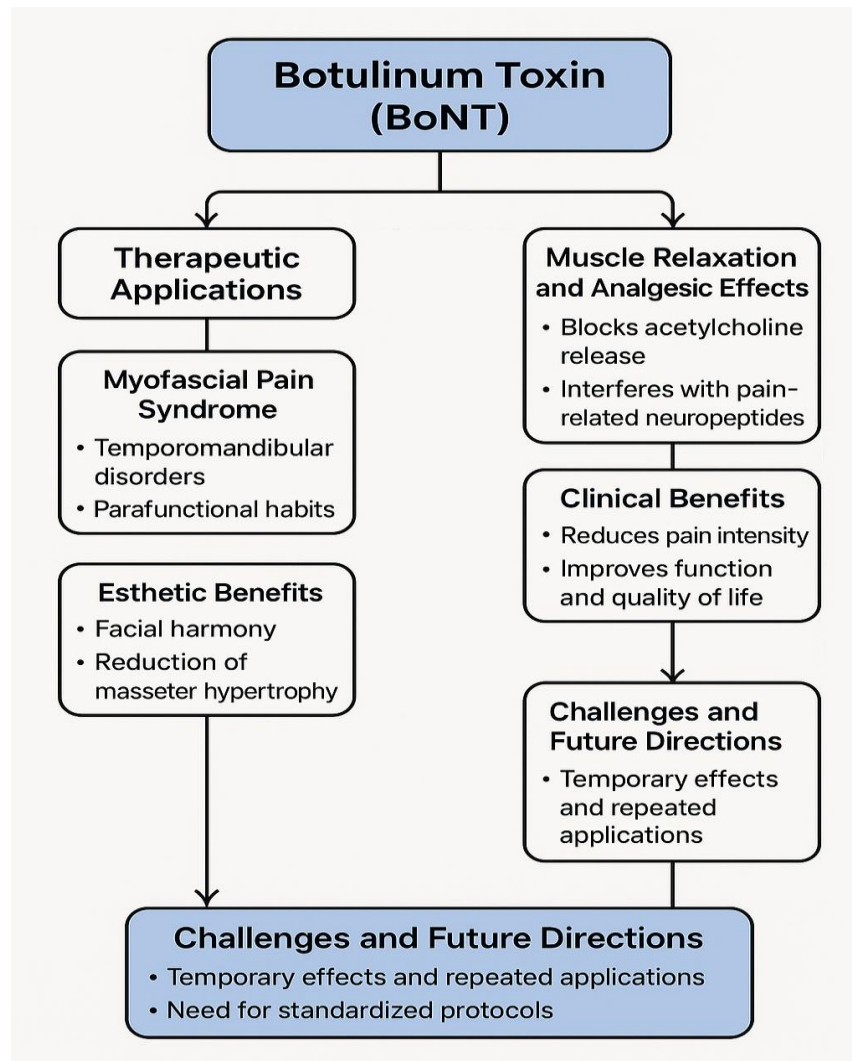 Botulinum Toxin
(BoNT)
Therapeutic
Applications
Myofascial Pain
Syndrome
• Temporomandibular
disorders
• Parafunctional habits
Esthetic Benefits
• Facial harmony
• Reduction of
masseter hypertrophy
Muscle Relaxation
and Analgesic Effects
• Blocks acetylcholine
release
• Interferes with pain-
related neuropeptides
Clinical Benefits
• Reduces pain intensity
• Improves function
and quality of life
Challenges and
Future Directions
• Temporary effects
and repeated
applications
Challenges and Future Directions
• Temporary effects and repeated applications
• Need for standardized protocols